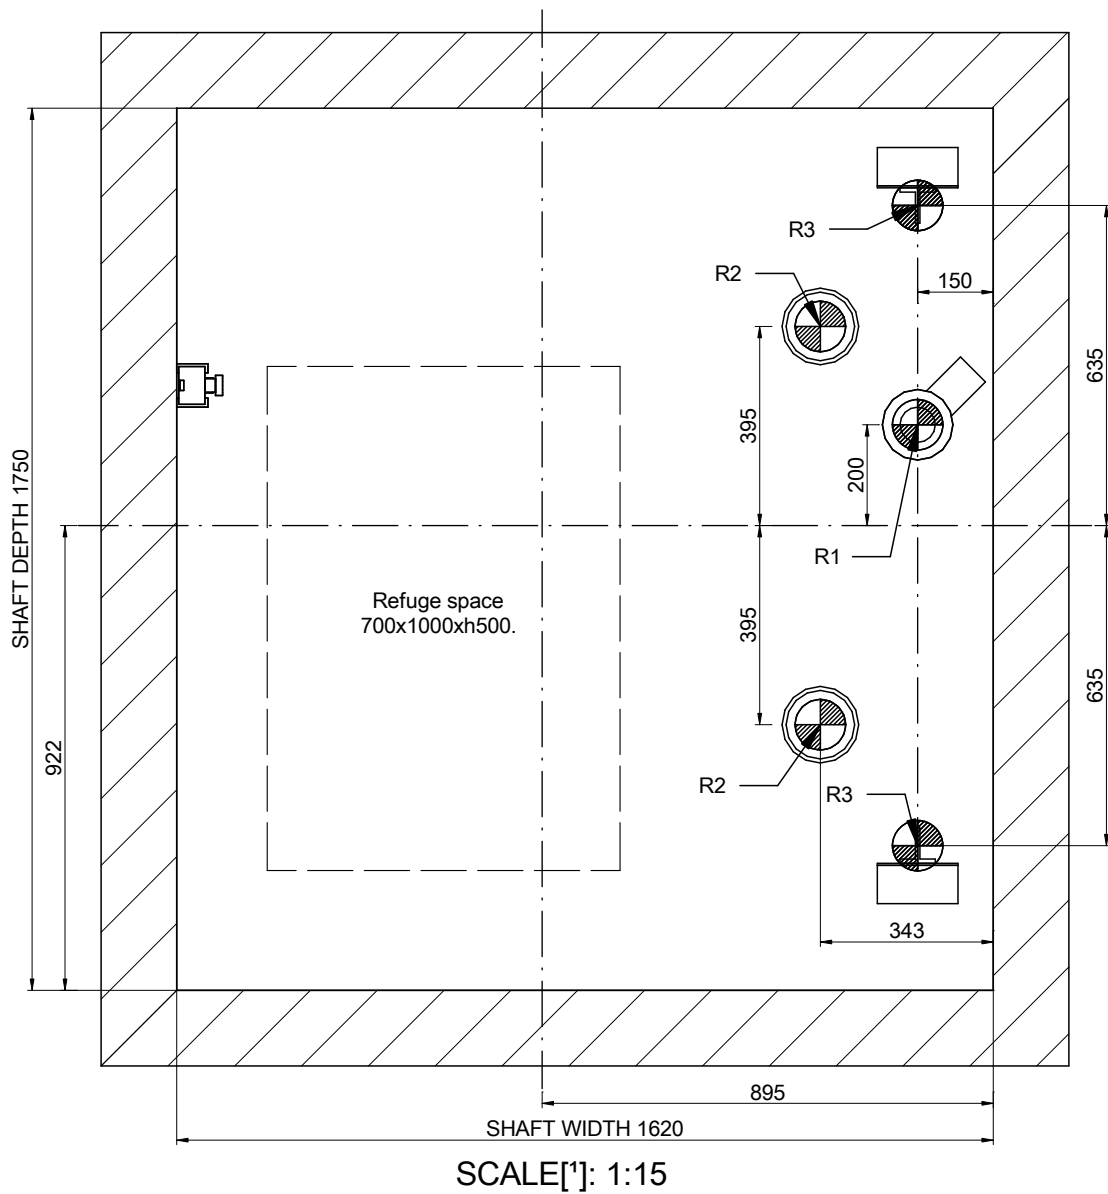 R3
R2
150
635
395
200
SHAFT DEPTH 1750
R1
Refuge space
700x1000xh500.
395
635
922
R2
R3
343
895
SHAFT WIDTH 1620
SCALE[¹]: 1:15